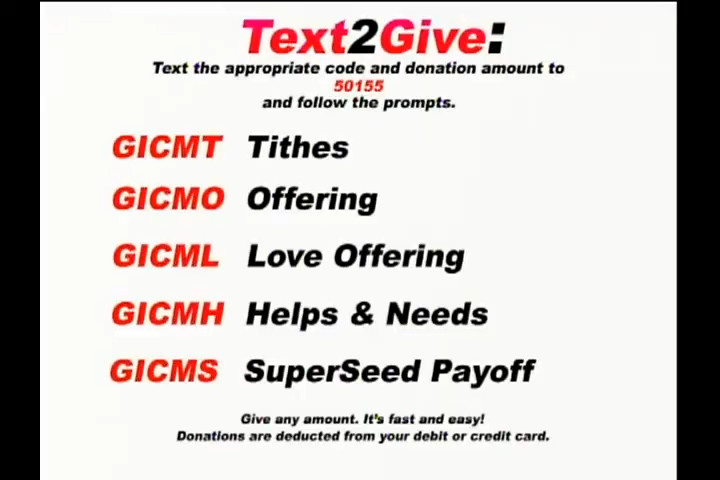 Text2Give:
Text the appropriate code and donation amount to
50155
and follow the prompts.
GICMT Tithes
GICMO Offering
GICML Love Offering
GICMH Helps & Needs
GICMS SuperSeed Payoff
Give any amount. It's fast and easy!
Donations are deducted from your debit or credit card.